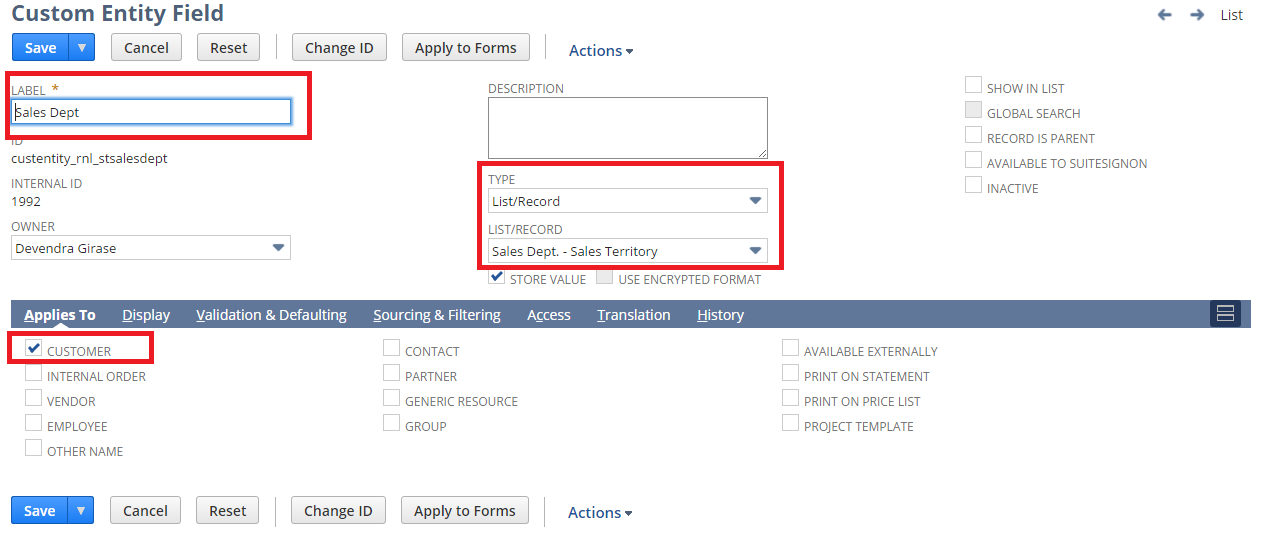 Custom Entity Field
List
Save Cancel Reset Change ID Apply to Forms Actions
LABEL *
Sales Dept
ID
custentity_rnl_stsalesdept
INTERNAL ID
1992
OWNER
Devendra Girase
DESCRIPTION
TYPE
List/Record
LIST/RECORD
Sales Dept. - Sales Territory
STORE VALUE USE ENCRYPTED FORMAT
SHOW IN LIST
GLOBAL SEARCH
RECORD IS PARENT
AVAILABLE TO SUITESIGNON
INACTIVE
Applies To Display Validation & Defaulting Sourcing & Filtering Access Translation History
CUSTOMER
INTERNAL ORDER
VENDOR
EMPLOYEE
OTHER NAME
CONTACT
PARTNER
GENERIC RESOURCE
GROUP
AVAILABLE EXTERNALLY
PRINT ON STATEMENT
PRINT ON PRICE LIST
PROJECT TEMPLATE
Save Cancel Reset Change ID Apply to Forms Actions